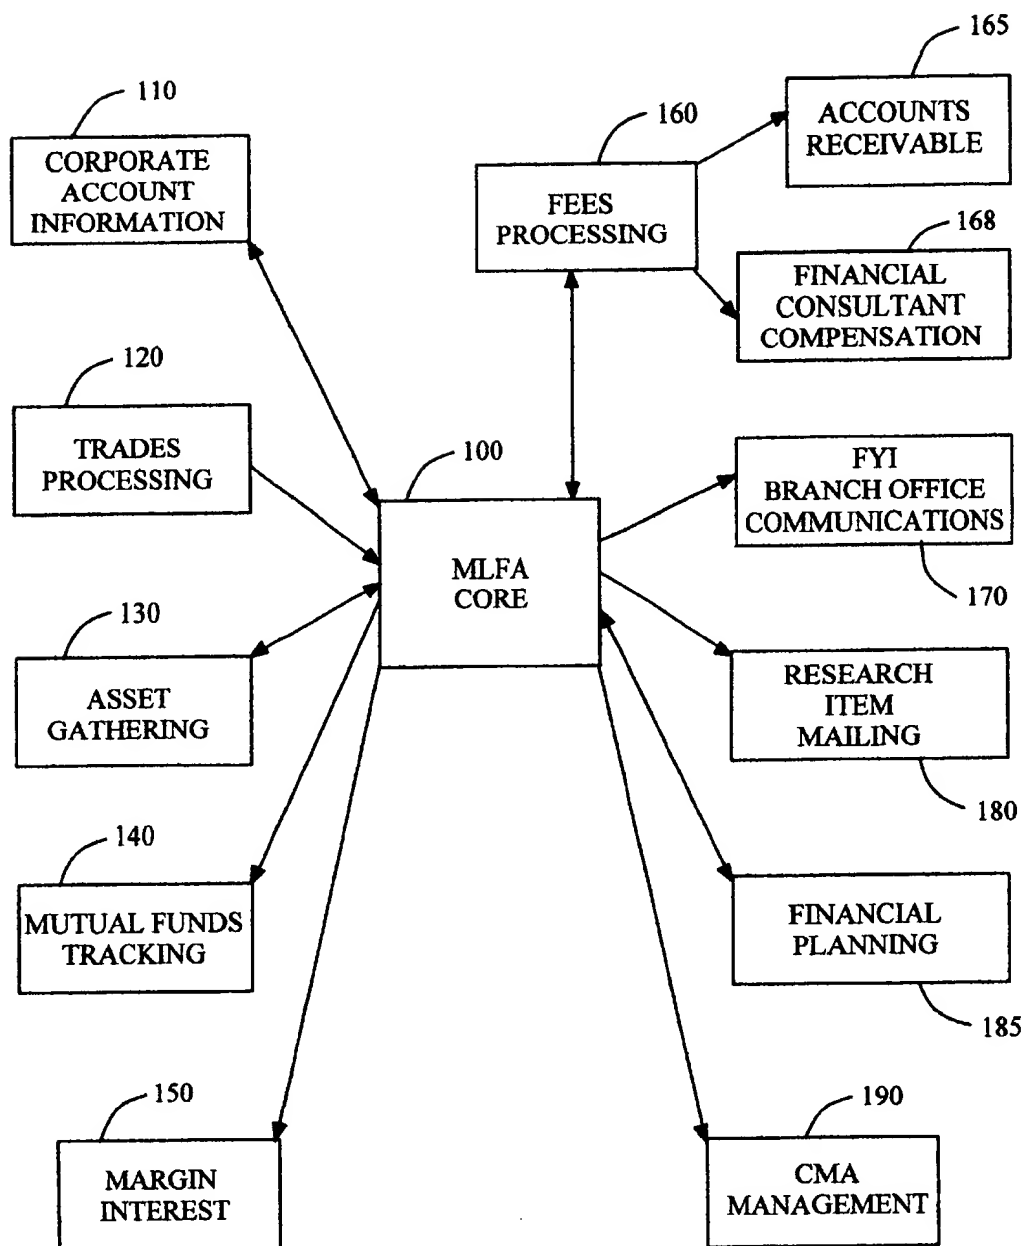 165
110
ACCOUNTS
RECEIVABLE
160
CORPORATE
ACCOUNT
INFORMATION
FEES
PROCESSING
168
FINANCIAL
CONSULTANT
COMPENSATION
120
TRADES
PROCESSING
100
FYI
BRANCH OFFICE
COMMUNICATIONS
170
MLFA
CORE
130
ASSET
GATHERING
RESEARCH
ITEM
MAILING
180
140
MUTUAL FUNDS
TRACKING
FINANCIAL
PLANNING
185
150
MARGIN
INTEREST
190
CMA
MANAGEMENT